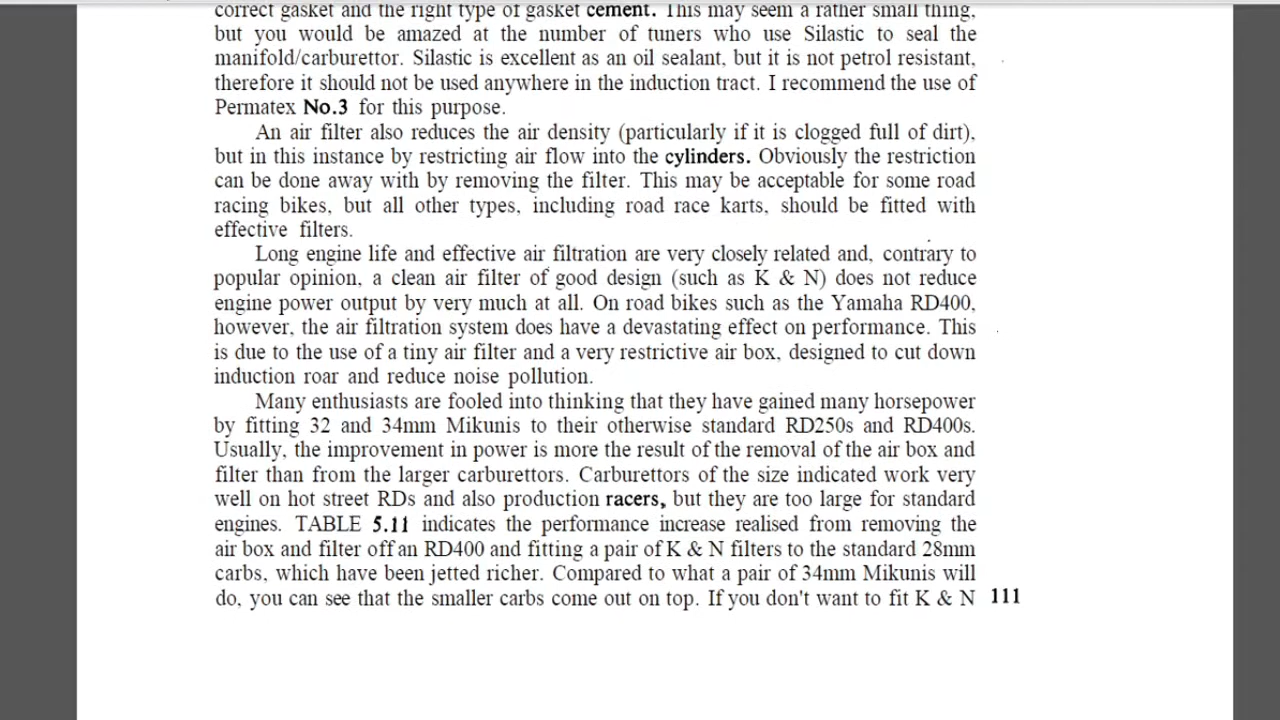 correct gasket and the right type of gasket cement. This may seem a rather small thing,
but you would be amazed at the number of tuners who use Silastic to seal the
manifold/carburettor. Silastic is excellent as an oil sealant, but it is not petrol resistant,
therefore it should not be used anywhere in the induction tract. I recommend the use of
Permatex No.3 for this purpose.
An air filter also reduces the air density (particularly if it is clogged full of dirt),
but in this instance by restricting air flow into the cylinders. Obviously the restriction
can be done away with by removing the filter. This may be acceptable for some road
racing bikes, but all other types, including road race karts, should be fitted with
effective filters.
Long engine life and effective air filtration are very closely related and, contrary to
popular opinion, a clean air filter of good design (such as K & N) does not reduce
engine power output by very much at all. On road bikes such as the Yamaha RD400,
however, the air filtration system does have a devastating effect on performance. This
is due to the use of a tiny air filter and a very restrictive air box, designed to cut down
induction roar and reduce noise pollution.
Many enthusiasts are fooled into thinking that they have gained many horsepower
by fitting 32 and 34mm Mikunis to their otherwise standard RD250s and RD400s.
Usually, the improvement in power is more the result of the removal of the air box and
filter than from the larger carburettors. Carburettors of the size indicated work very
well on hot street RDs and also production racers, but they are too large for standard
engines. TABLE 5.11 indicates the performance increase realised from removing the
air box and filter off an RD400 and fitting a pair of K & N filters to the standard 28mm
carbs, which have been jetted richer. Compared to what a pair of 34mm Mikunis will
do, you can see that the smaller carbs come out on top. If you don't want to fit K & N 111